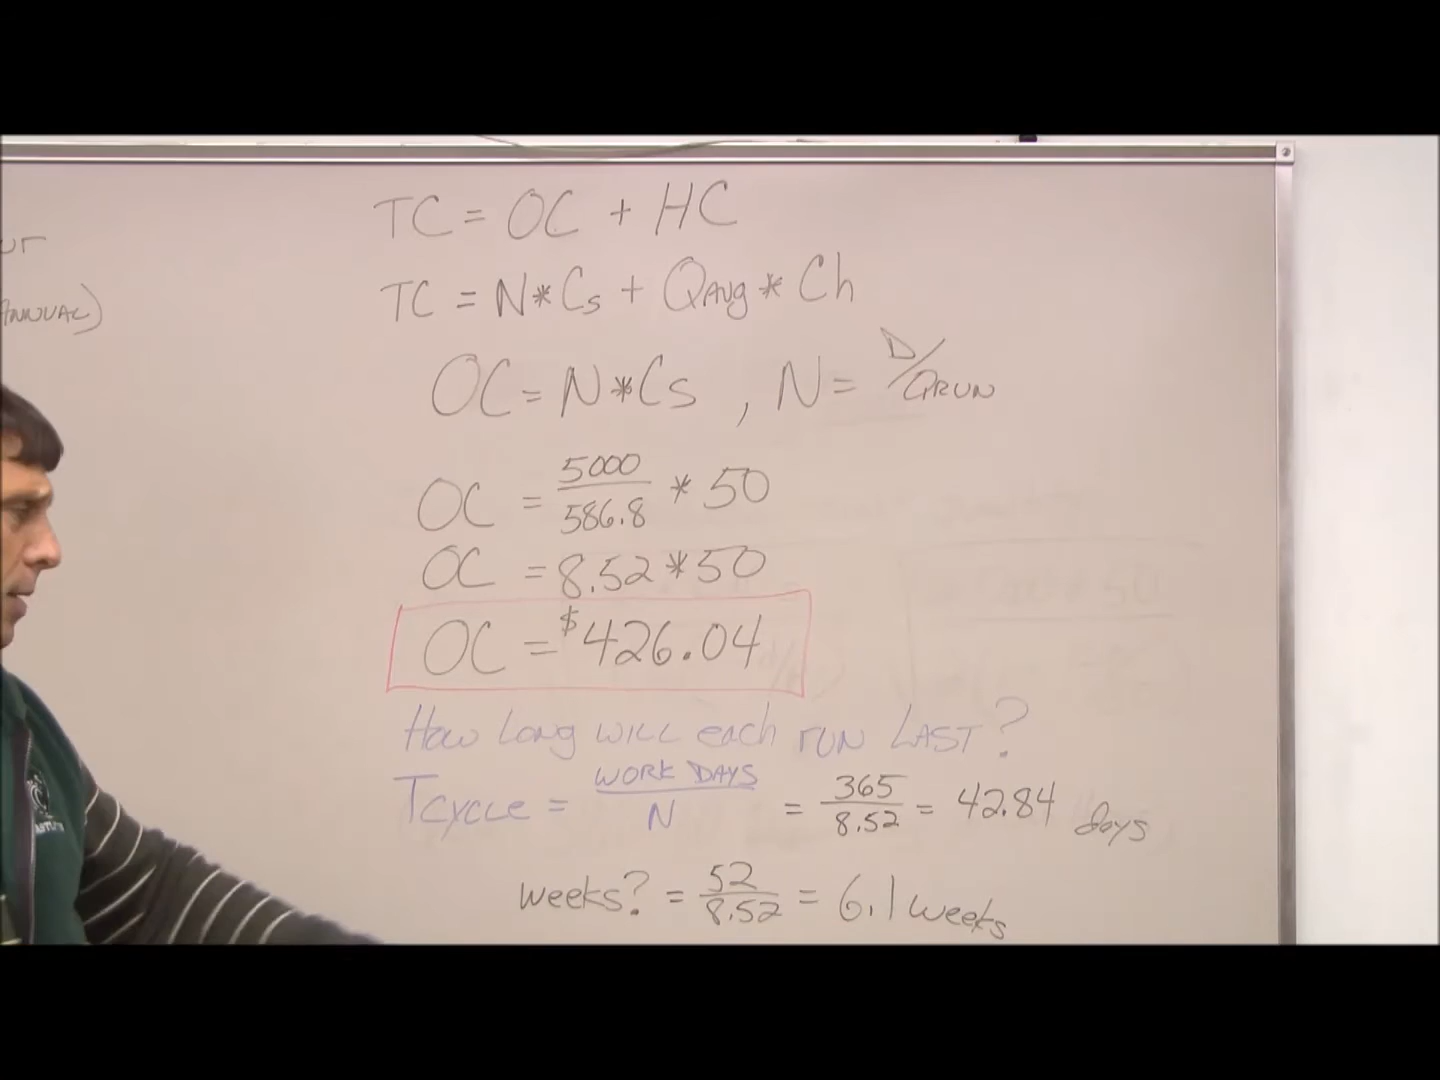 ANNUAL)
TC = OC + HC
TC = N*Cs + QAvg * Ch
OC = N*Cs , N = D/QRUN
OC = 5000/586.8 * 50
OC = 8.52 * 50
OC = $426.04
How long will each run last?
Tcycle = WORK DAYS/N = 365/8.52 = 42.84 days
weeks? = 52/8.52 = 6.1 weeks